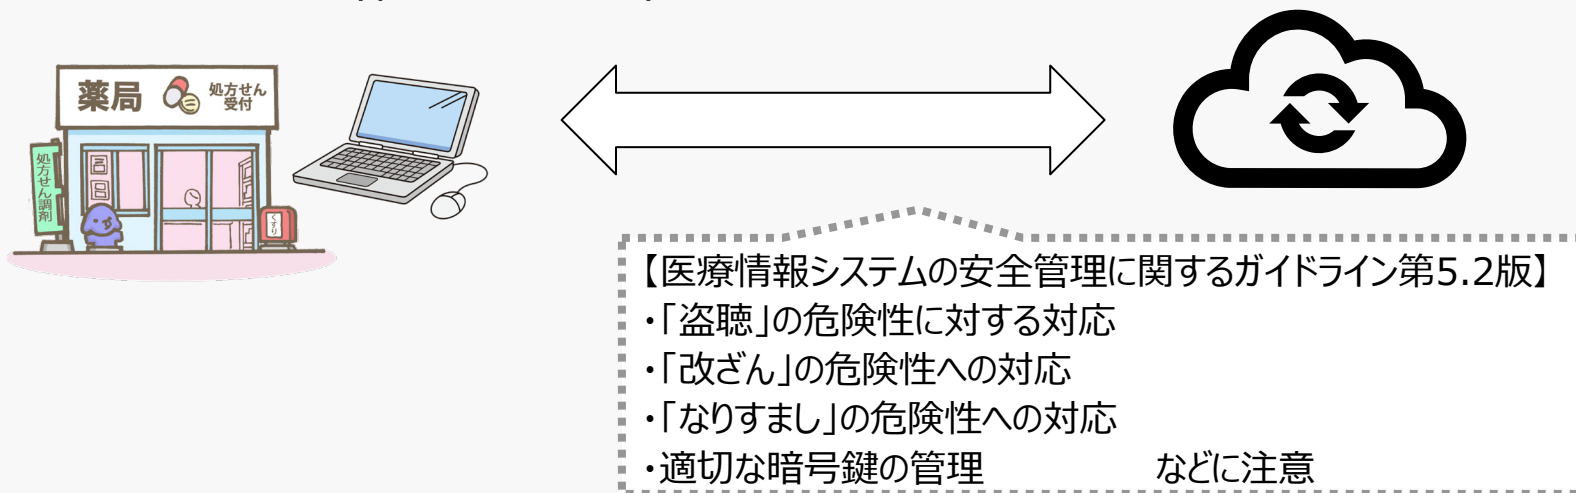 薬局
処方せん
受付
処方せん調剤
くすり
【医療情報システムの安全管理に関するガイドライン第5.2版】
・「盗聴」の危険性に対する対応
・「改ざん」の危険性への対応
・「なりすまし」の危険性への対応
・適切な暗号鍵の管理 などに注意